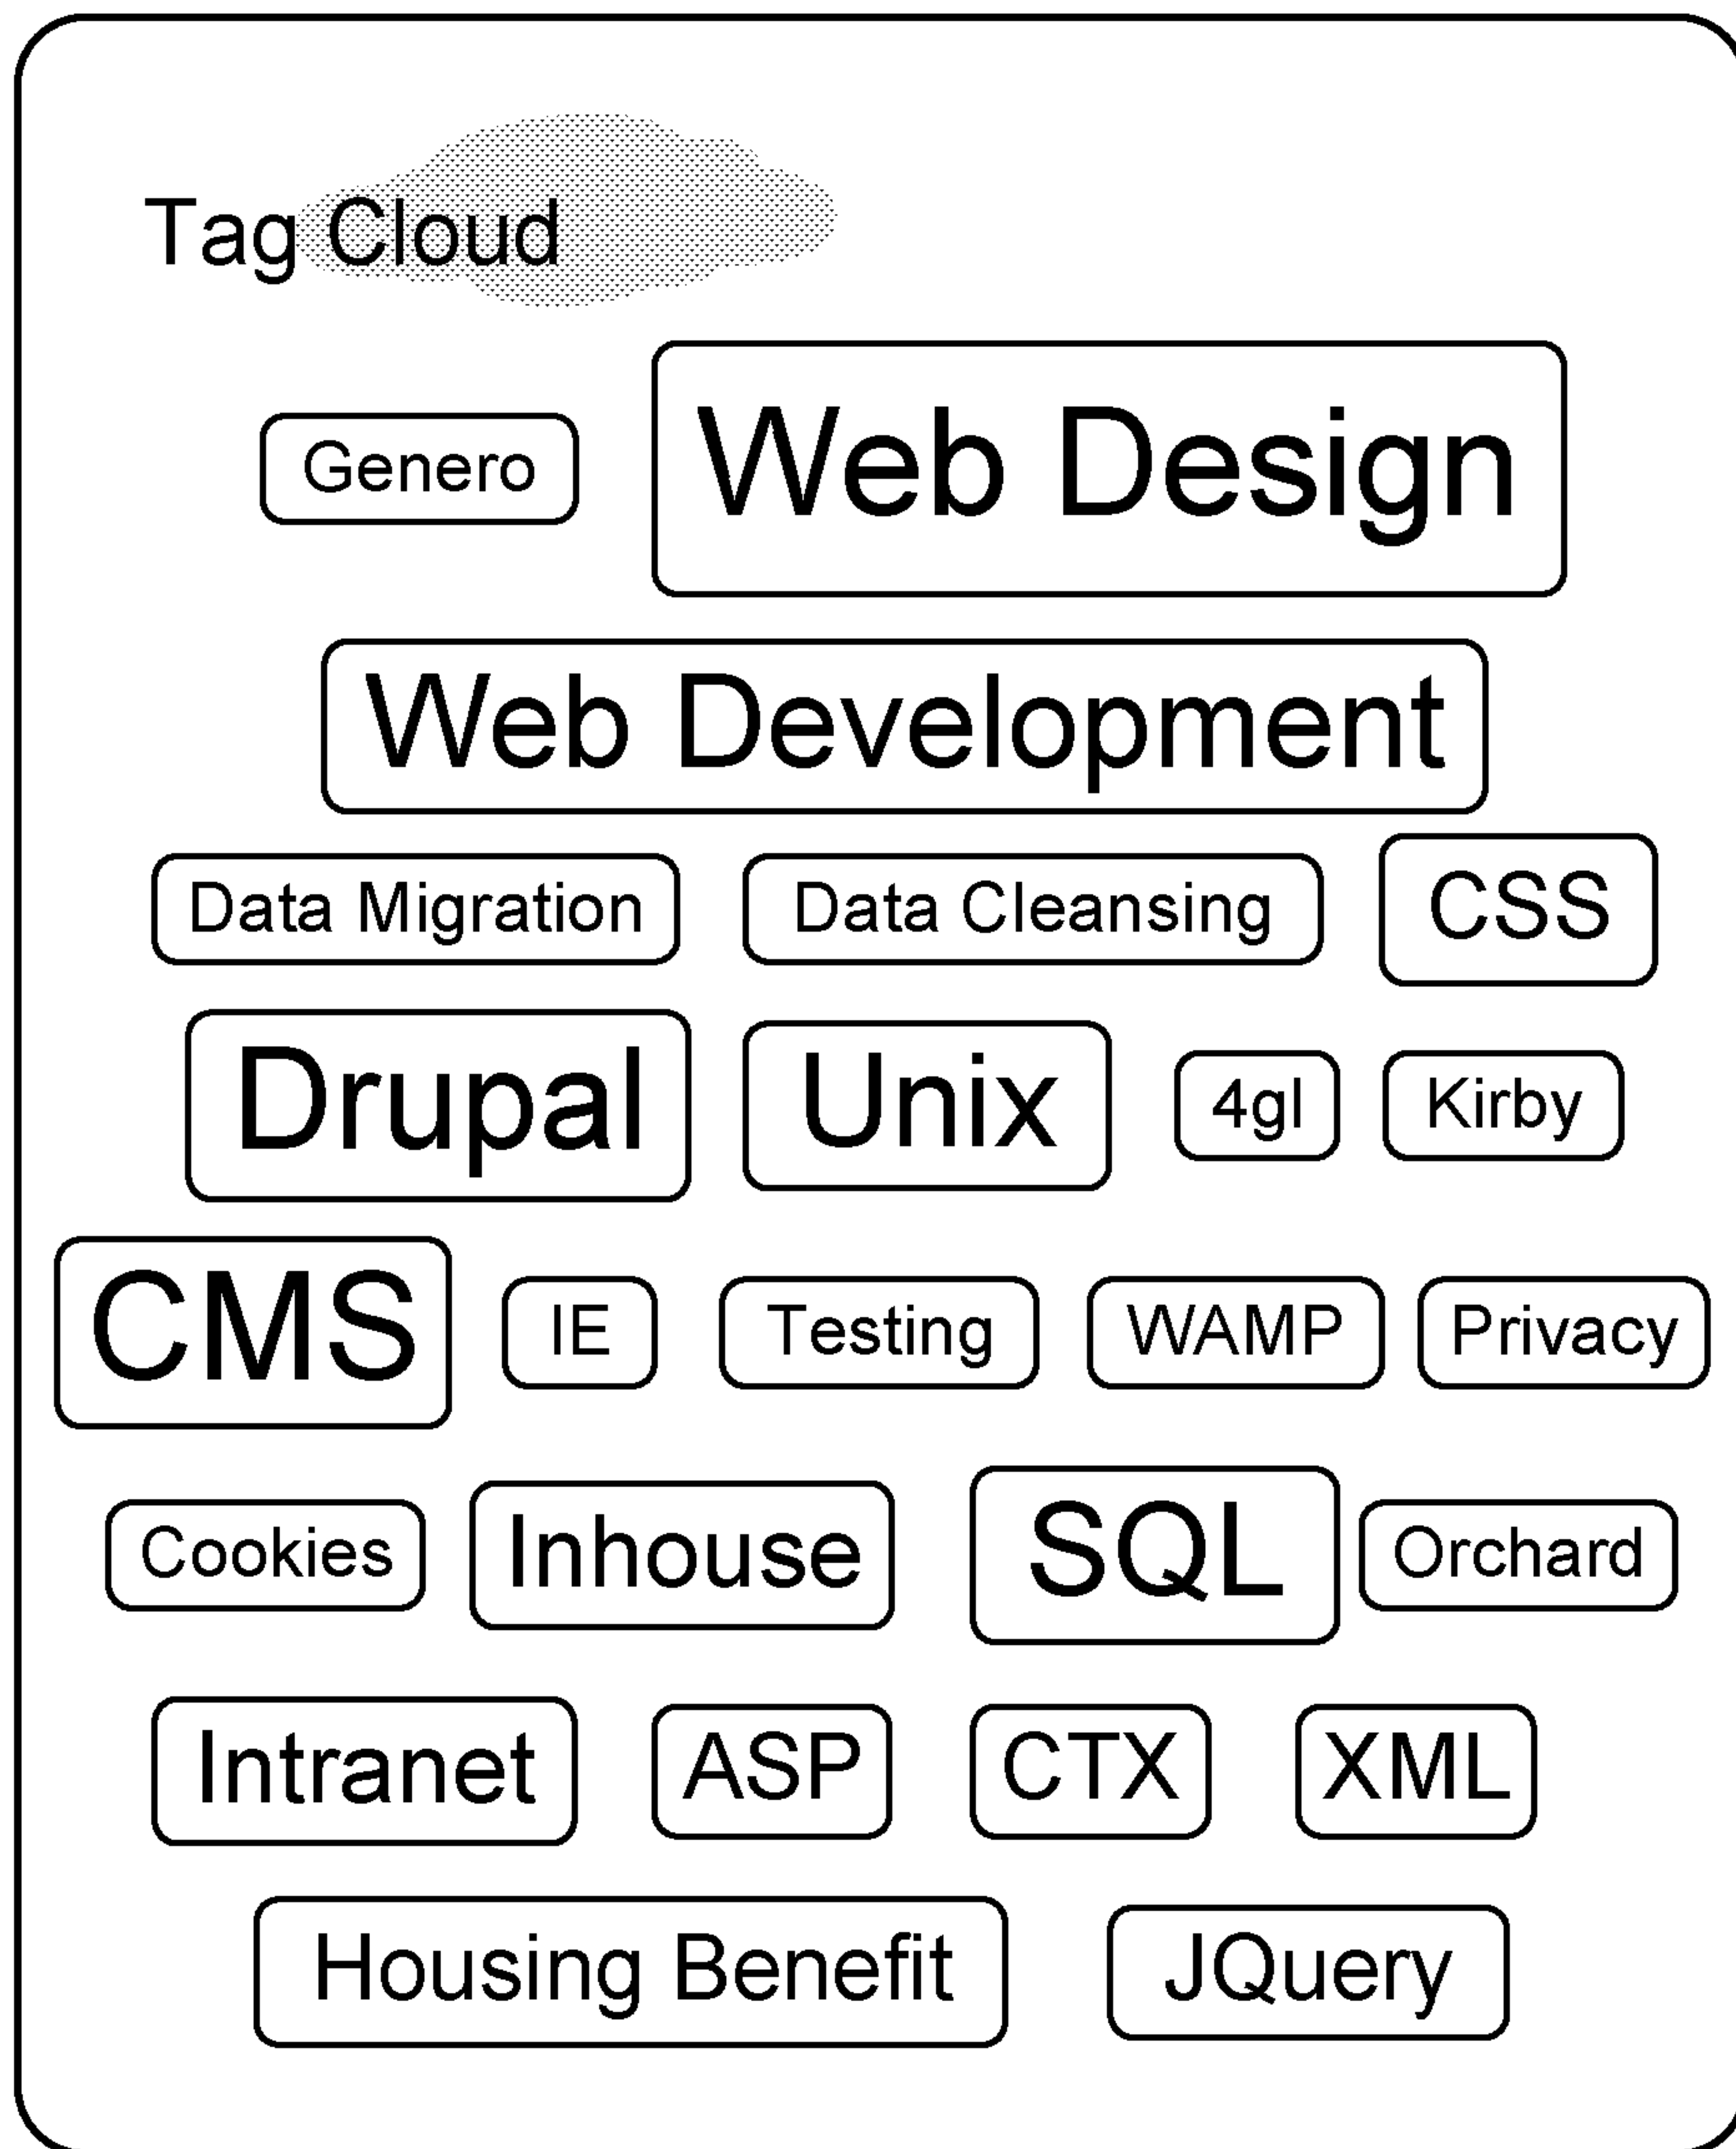 Tag Cloud
Genero Web Design
Web Development
Data Migration Data Cleansing CSS
Drupal Unix 4gl Kirby
CMS IE Testing WAMP Privacy
Cookies Inhouse SQL Orchard
Intranet ASP CTX XML
Housing Benefit JQuery